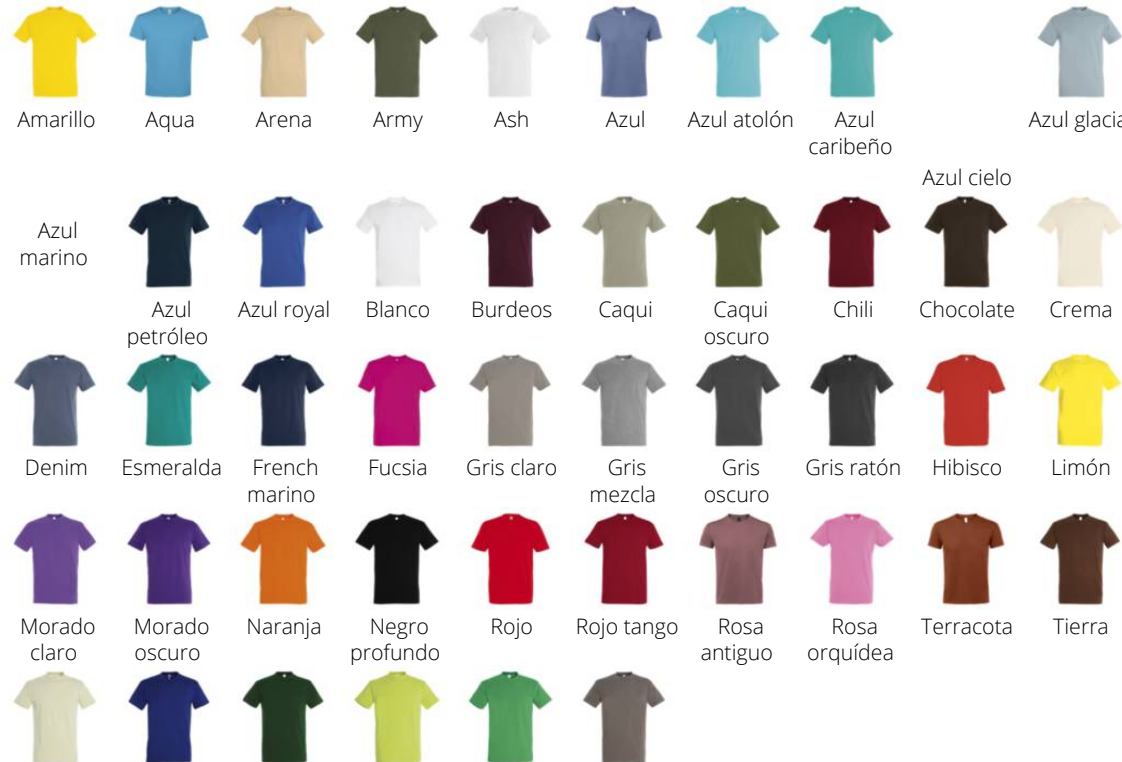 Amarillo
Aqua
Arena
Army
Ash
Azul
Azul atolón
Azul
caribeño
Azul glacia
Azul cielo
Azul
marino
Azul
petróleo
Azul royal
Blanco
Burdeos
Caqui
Caqui
oscuro
Chili
Chocolate
Crema
Denim
Esmeralda
French
marino
Fucsia
Gris claro
Gris
mezcla
Gris
oscuro
Gris ratón
Hibisco
Limón
Morado
claro
Morado
oscuro
Naranja
Negro
profundo
Rojo
Rojo tango
Rosa
antiguo
Rosa
orquídea
Terracota
Tierra